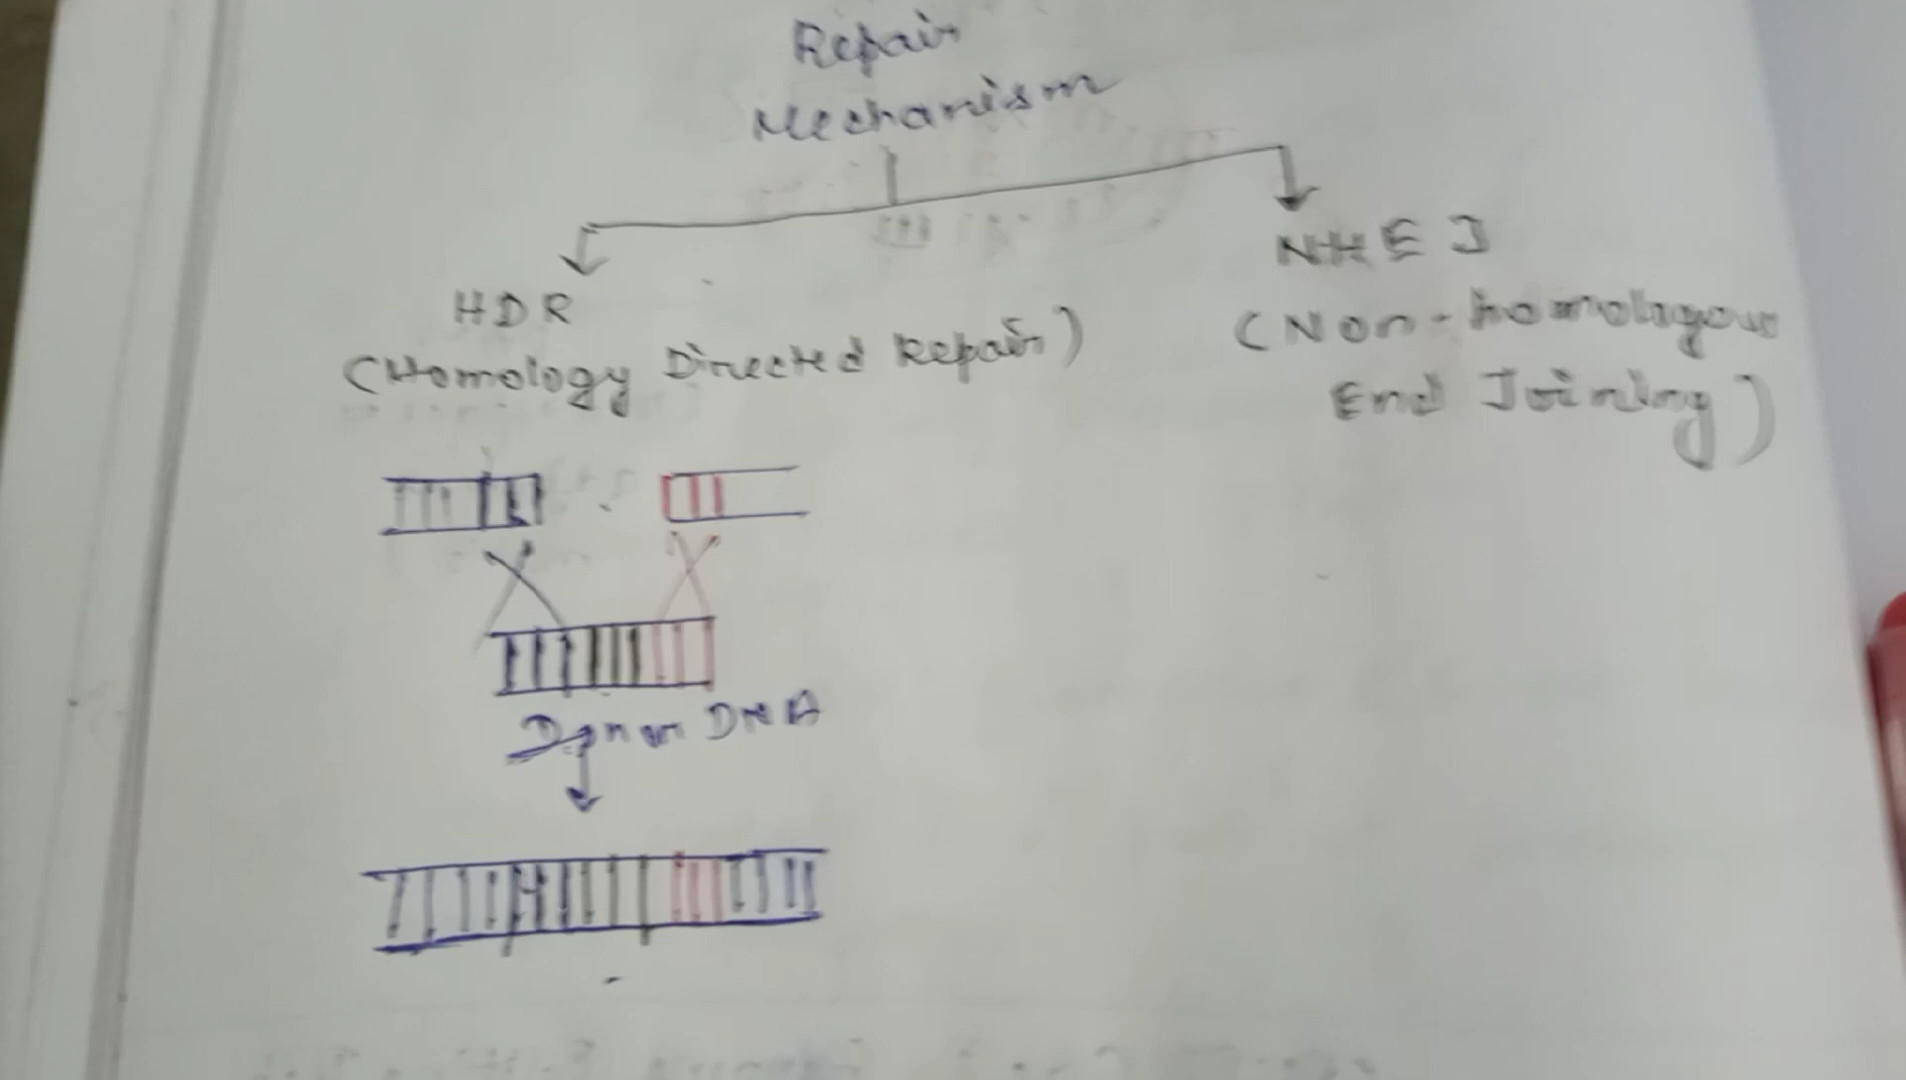 Repair
Mechanism
HDR
(Homology Directed Repair)
NHEJ
(Non-homologous
End Joining)
Donor DNA